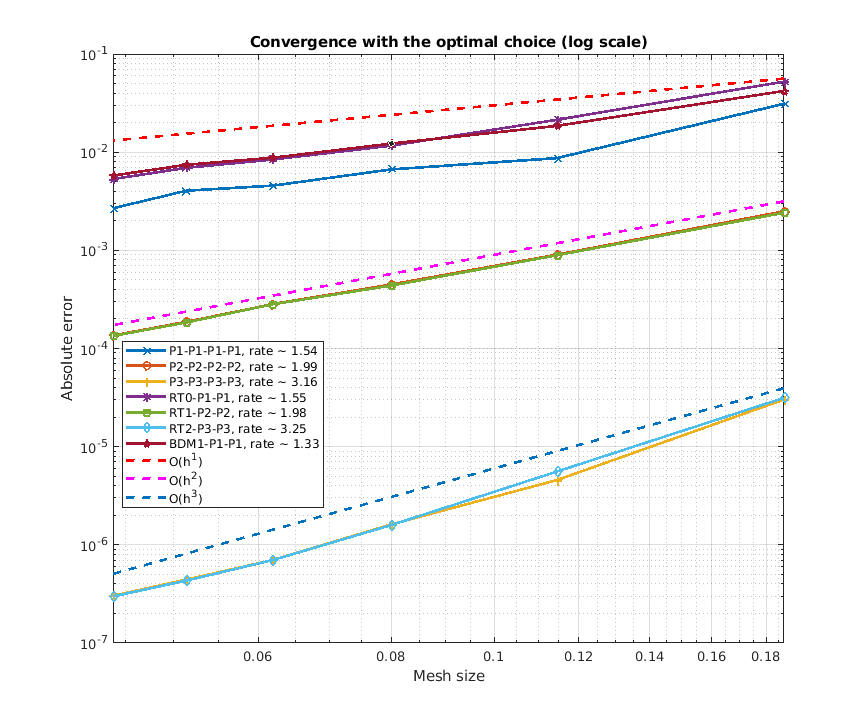 Convergence with the optimal choice (log scale)
10^-1
10^-2
10^-3
10^-4
10^-5
10^-6
10^-7
Absolute error
P1-P1-P1-P1, rate ~ 1.54
P2-P2-P2-P2, rate ~ 1.99
P3-P3-P3-P3, rate ~ 3.16
RT0-P1-P1, rate ~ 1.55
RT1-P2-P2, rate ~ 1.98
RT2-P3-P3, rate ~ 3.25
BDM1-P1-P1, rate ~ 1.33
O(h^1)
O(h^2)
O(h^3)
0.06 0.08 0.1 0.12 0.14 0.16 0.18
Mesh size